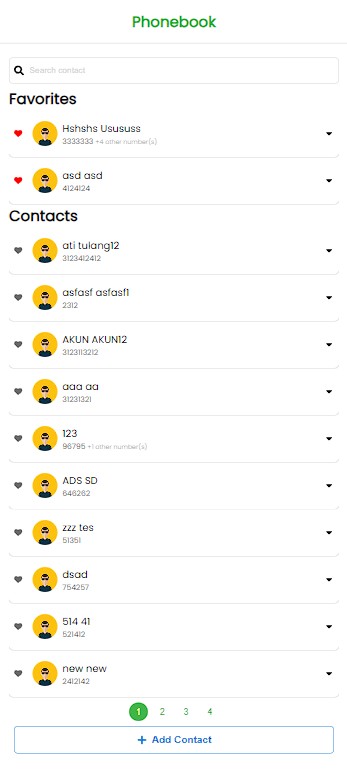 Phonebook
Search contact
Favorites
Hshshs Usususs
3333333 +4 other number(s)
asd asd
4124124
Contacts
ati tulang12
3123412412
asfasf asfasf1
2312
AKUN AKUN12
3123113212
aaa aa
31231321
123
96795 +1 other number(s)
ADS SD
646262
zzz tes
51351
dsad
754257
514 41
521412
new new
2412142
1 2 3 4
+ Add Contact